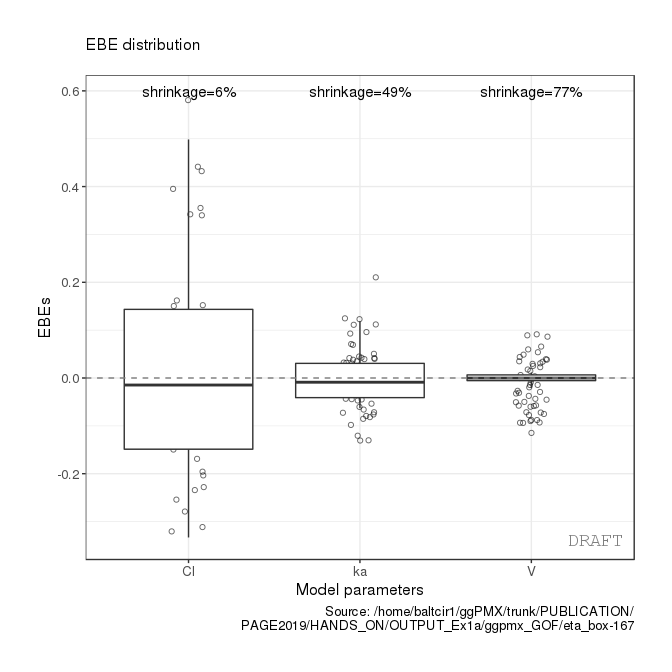 EBE distribution
shrinkage=6% shrinkage=49% shrinkage=77%
0.6
0.4
0.2
0.0
-0.2
EBEs
DRAFT
Cl ka V
Model parameters
Source: /home/baltcir1/ggPMX/trunk/PUBLICATION/
PAGE2019/HANDS_ON/OUTPUT_Ex1a/ggpmx_GOF/eta_box-167